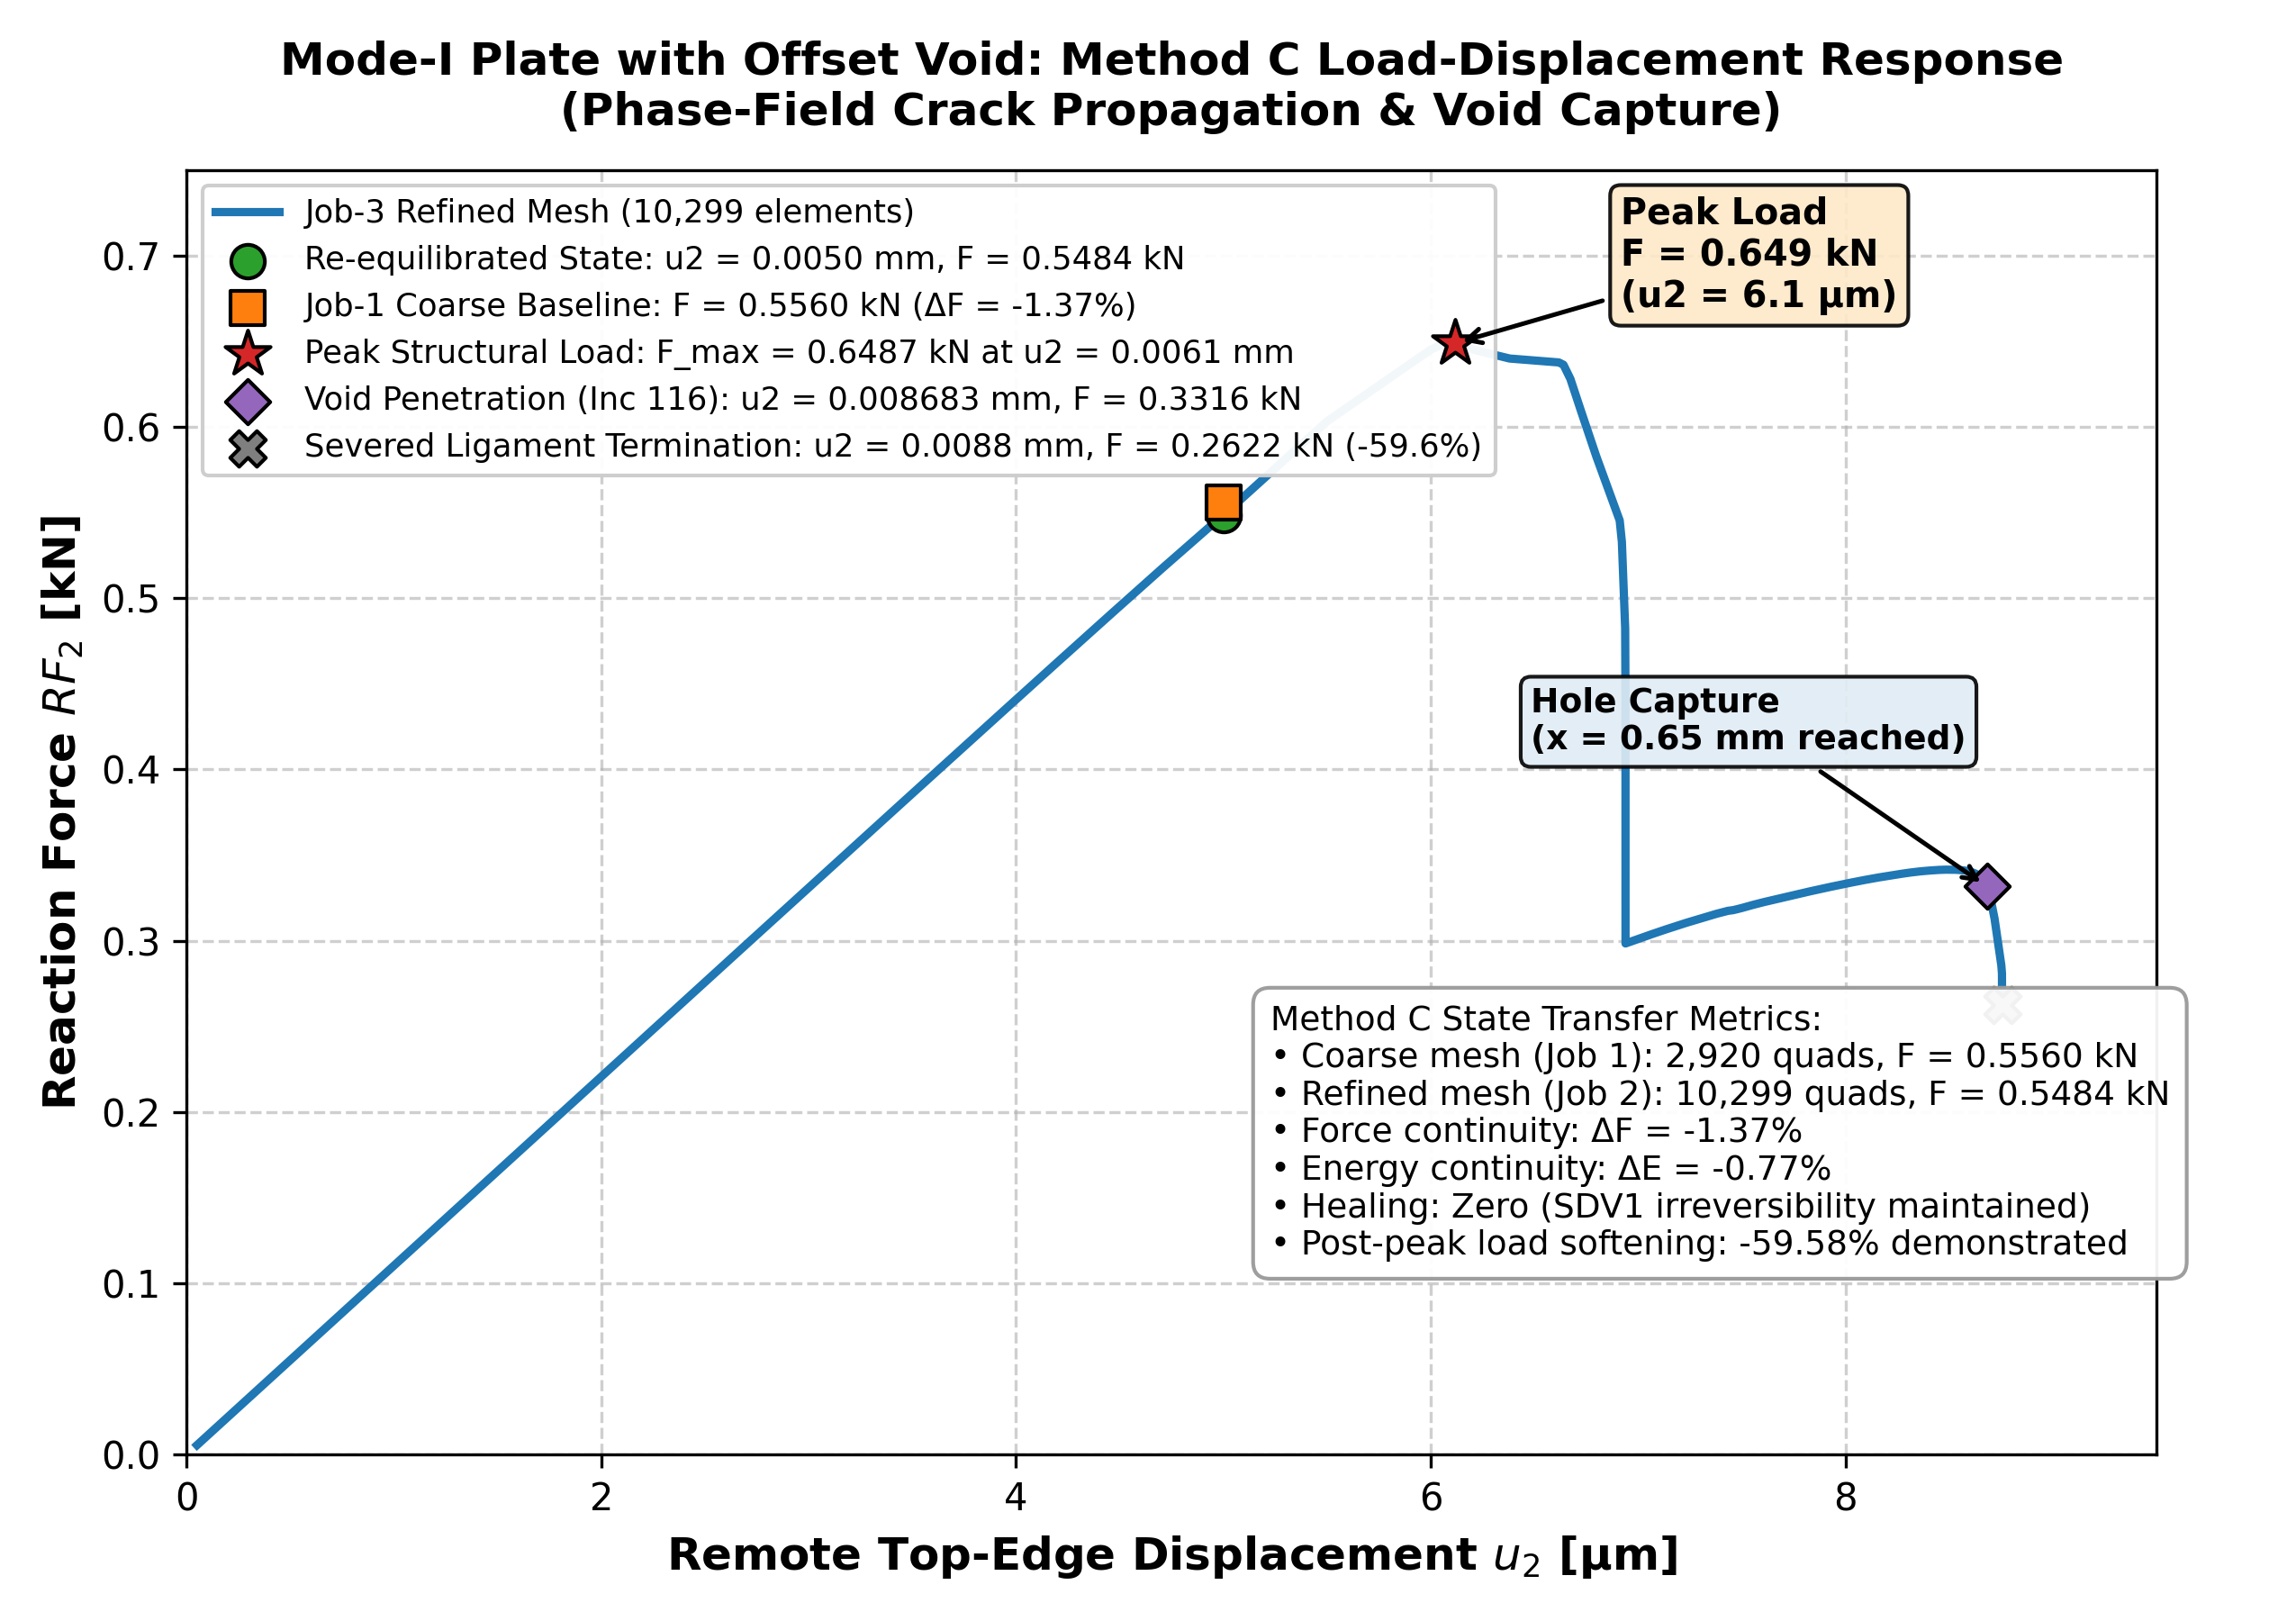 Mode-I Plate with Offset Void: Method C Load-Displacement Response
(Phase-Field Crack Propagation & Void Capture)
Job-3 Refined Mesh (10,299 elements)
Re-equilibrated State: u2 = 0.0050 mm, F = 0.5484 kN
Job-1 Coarse Baseline: F = 0.5560 kN (ΔF = -1.37%)
Peak Structural Load: F_max = 0.6487 kN at u2 = 0.0061 mm
Void Penetration (Inc 116): u2 = 0.008683 mm, F = 0.3316 kN
Severed Ligament Termination: u2 = 0.0088 mm, F = 0.2622 kN (-59.6%)
Peak Load
F = 0.649 kN
(u2 = 6.1 μm)
Hole Capture
(x = 0.65 mm reached)
Method C State Transfer Metrics:
• Coarse mesh (Job 1): 2,920 quads, F = 0.5560 kN
• Refined mesh (Job 2): 10,299 quads, F = 0.5484 kN
• Force continuity: ΔF = -1.37%
• Energy continuity: ΔE = -0.77%
• Healing: Zero (SDV1 irreversibility maintained)
• Post-peak load softening: -59.58% demonstrated
Reaction Force RF₂ [kN]
0.7
0.6
0.5
0.4
0.3
0.2
0.1
0.0
0
2
4
6
8
Remote Top-Edge Displacement u₂ [μm]